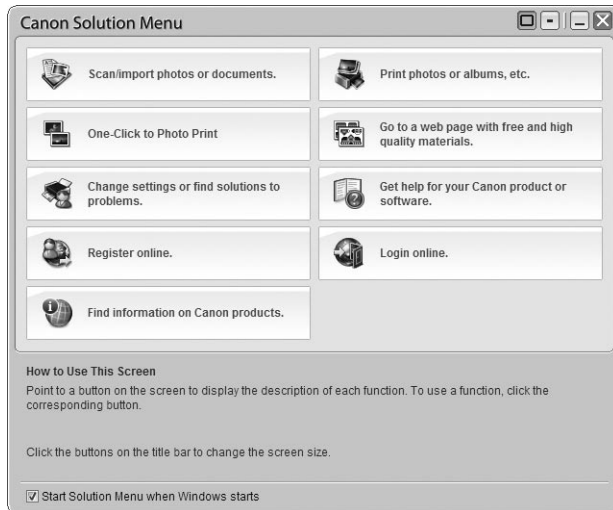 Canon Solution Menu
Scan/import photos or documents.
Print photos or albums, etc.
One-Click to Photo Print
Go to a web page with free and high
quality materials.
Change settings or find solutions to
problems.
Get help for your Canon product or
software.
Register online.
Login online.
Find information on Canon products.
How to Use This Screen
Point to a button on the screen to display the description of each function. To use a function, click the
corresponding button.
Click the buttons on the title bar to change the screen size.
Start Solution Menu when Windows starts